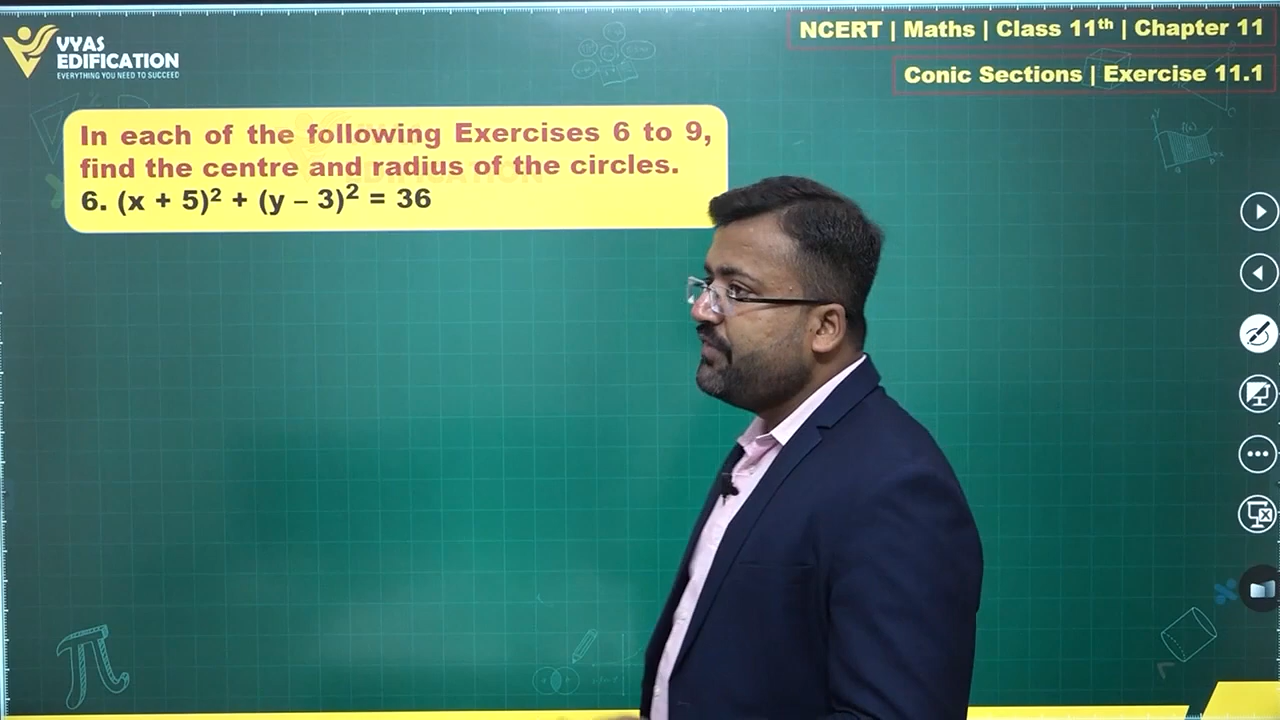 VYAS
EDIFICATION
EVERYTHING YOU NEED TO SUCCEED
NCERT | Maths | Class 11th | Chapter 11
Conic Sections | Exercise 11.1
In each of the following Exercises 6 to 9,
find the centre and radius of the circles.
6. (x + 5)² + (y – 3)² = 36
π
f(x)